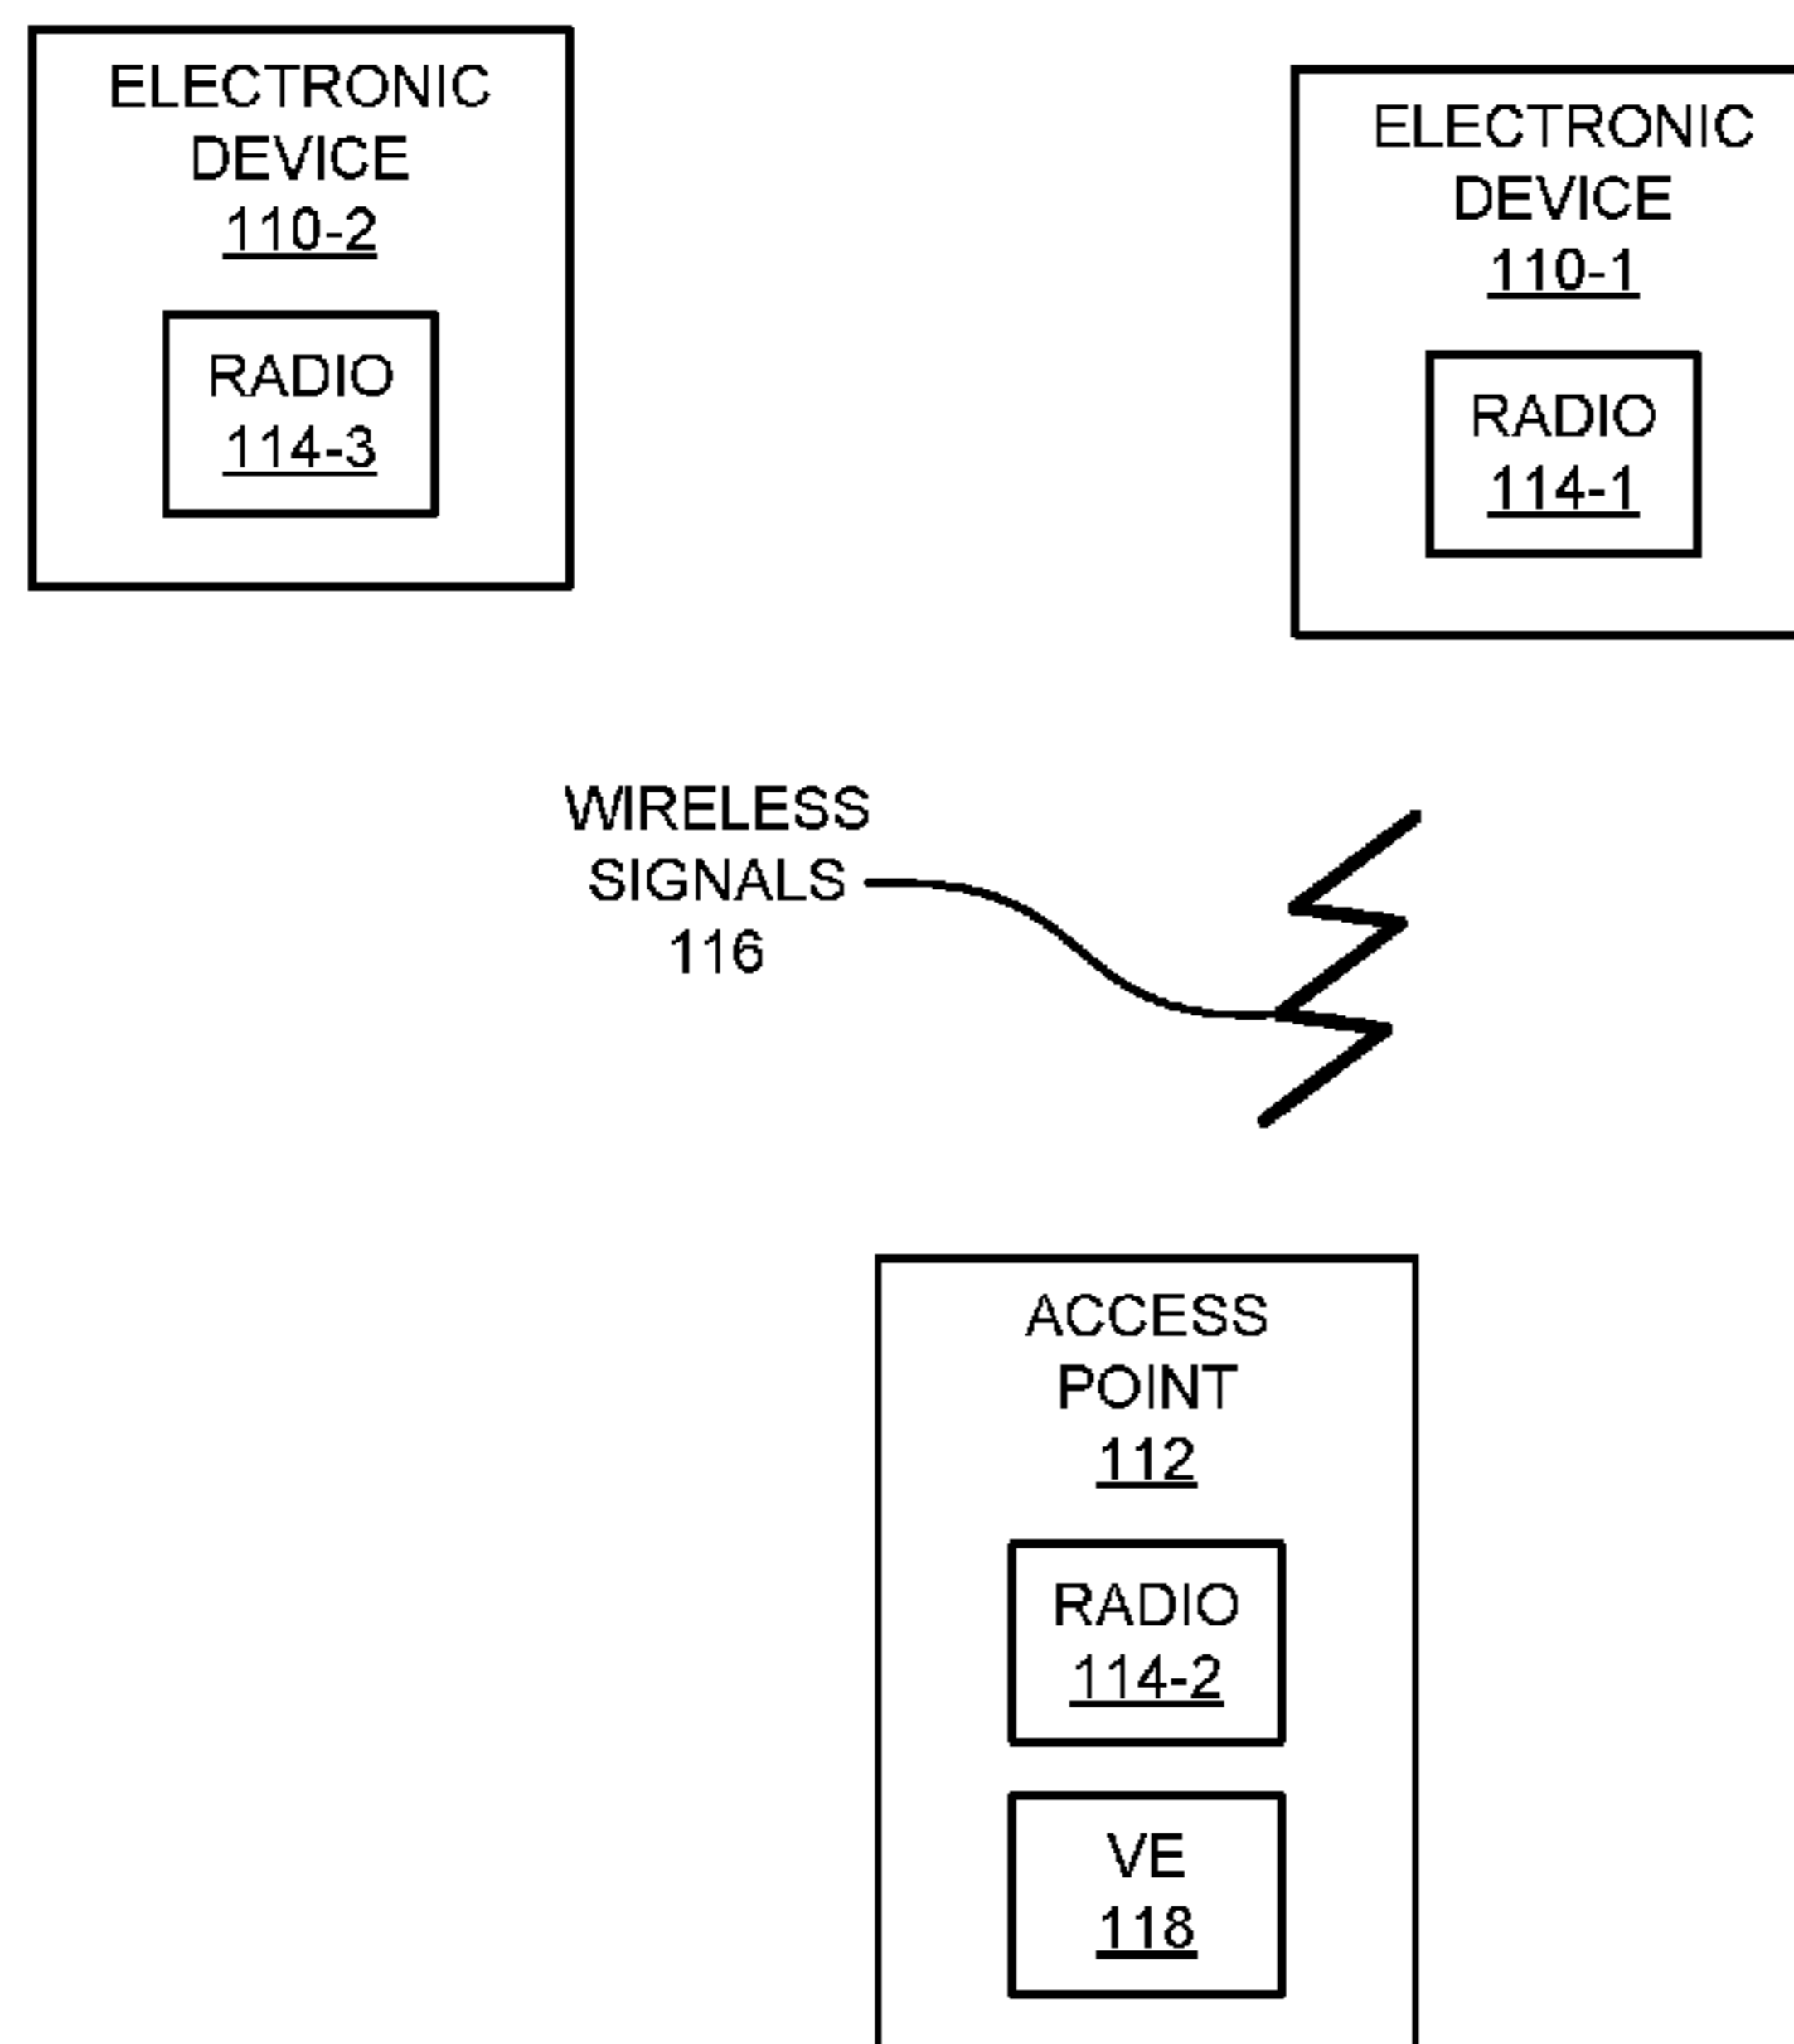 ELECTRONIC
DEVICE
110-2
RADIO
114-3
ELECTRONIC
DEVICE
110-1
RADIO
114-1
WIRELESS
SIGNALS
116
ACCESS
POINT
112
RADIO
114-2
VE
118